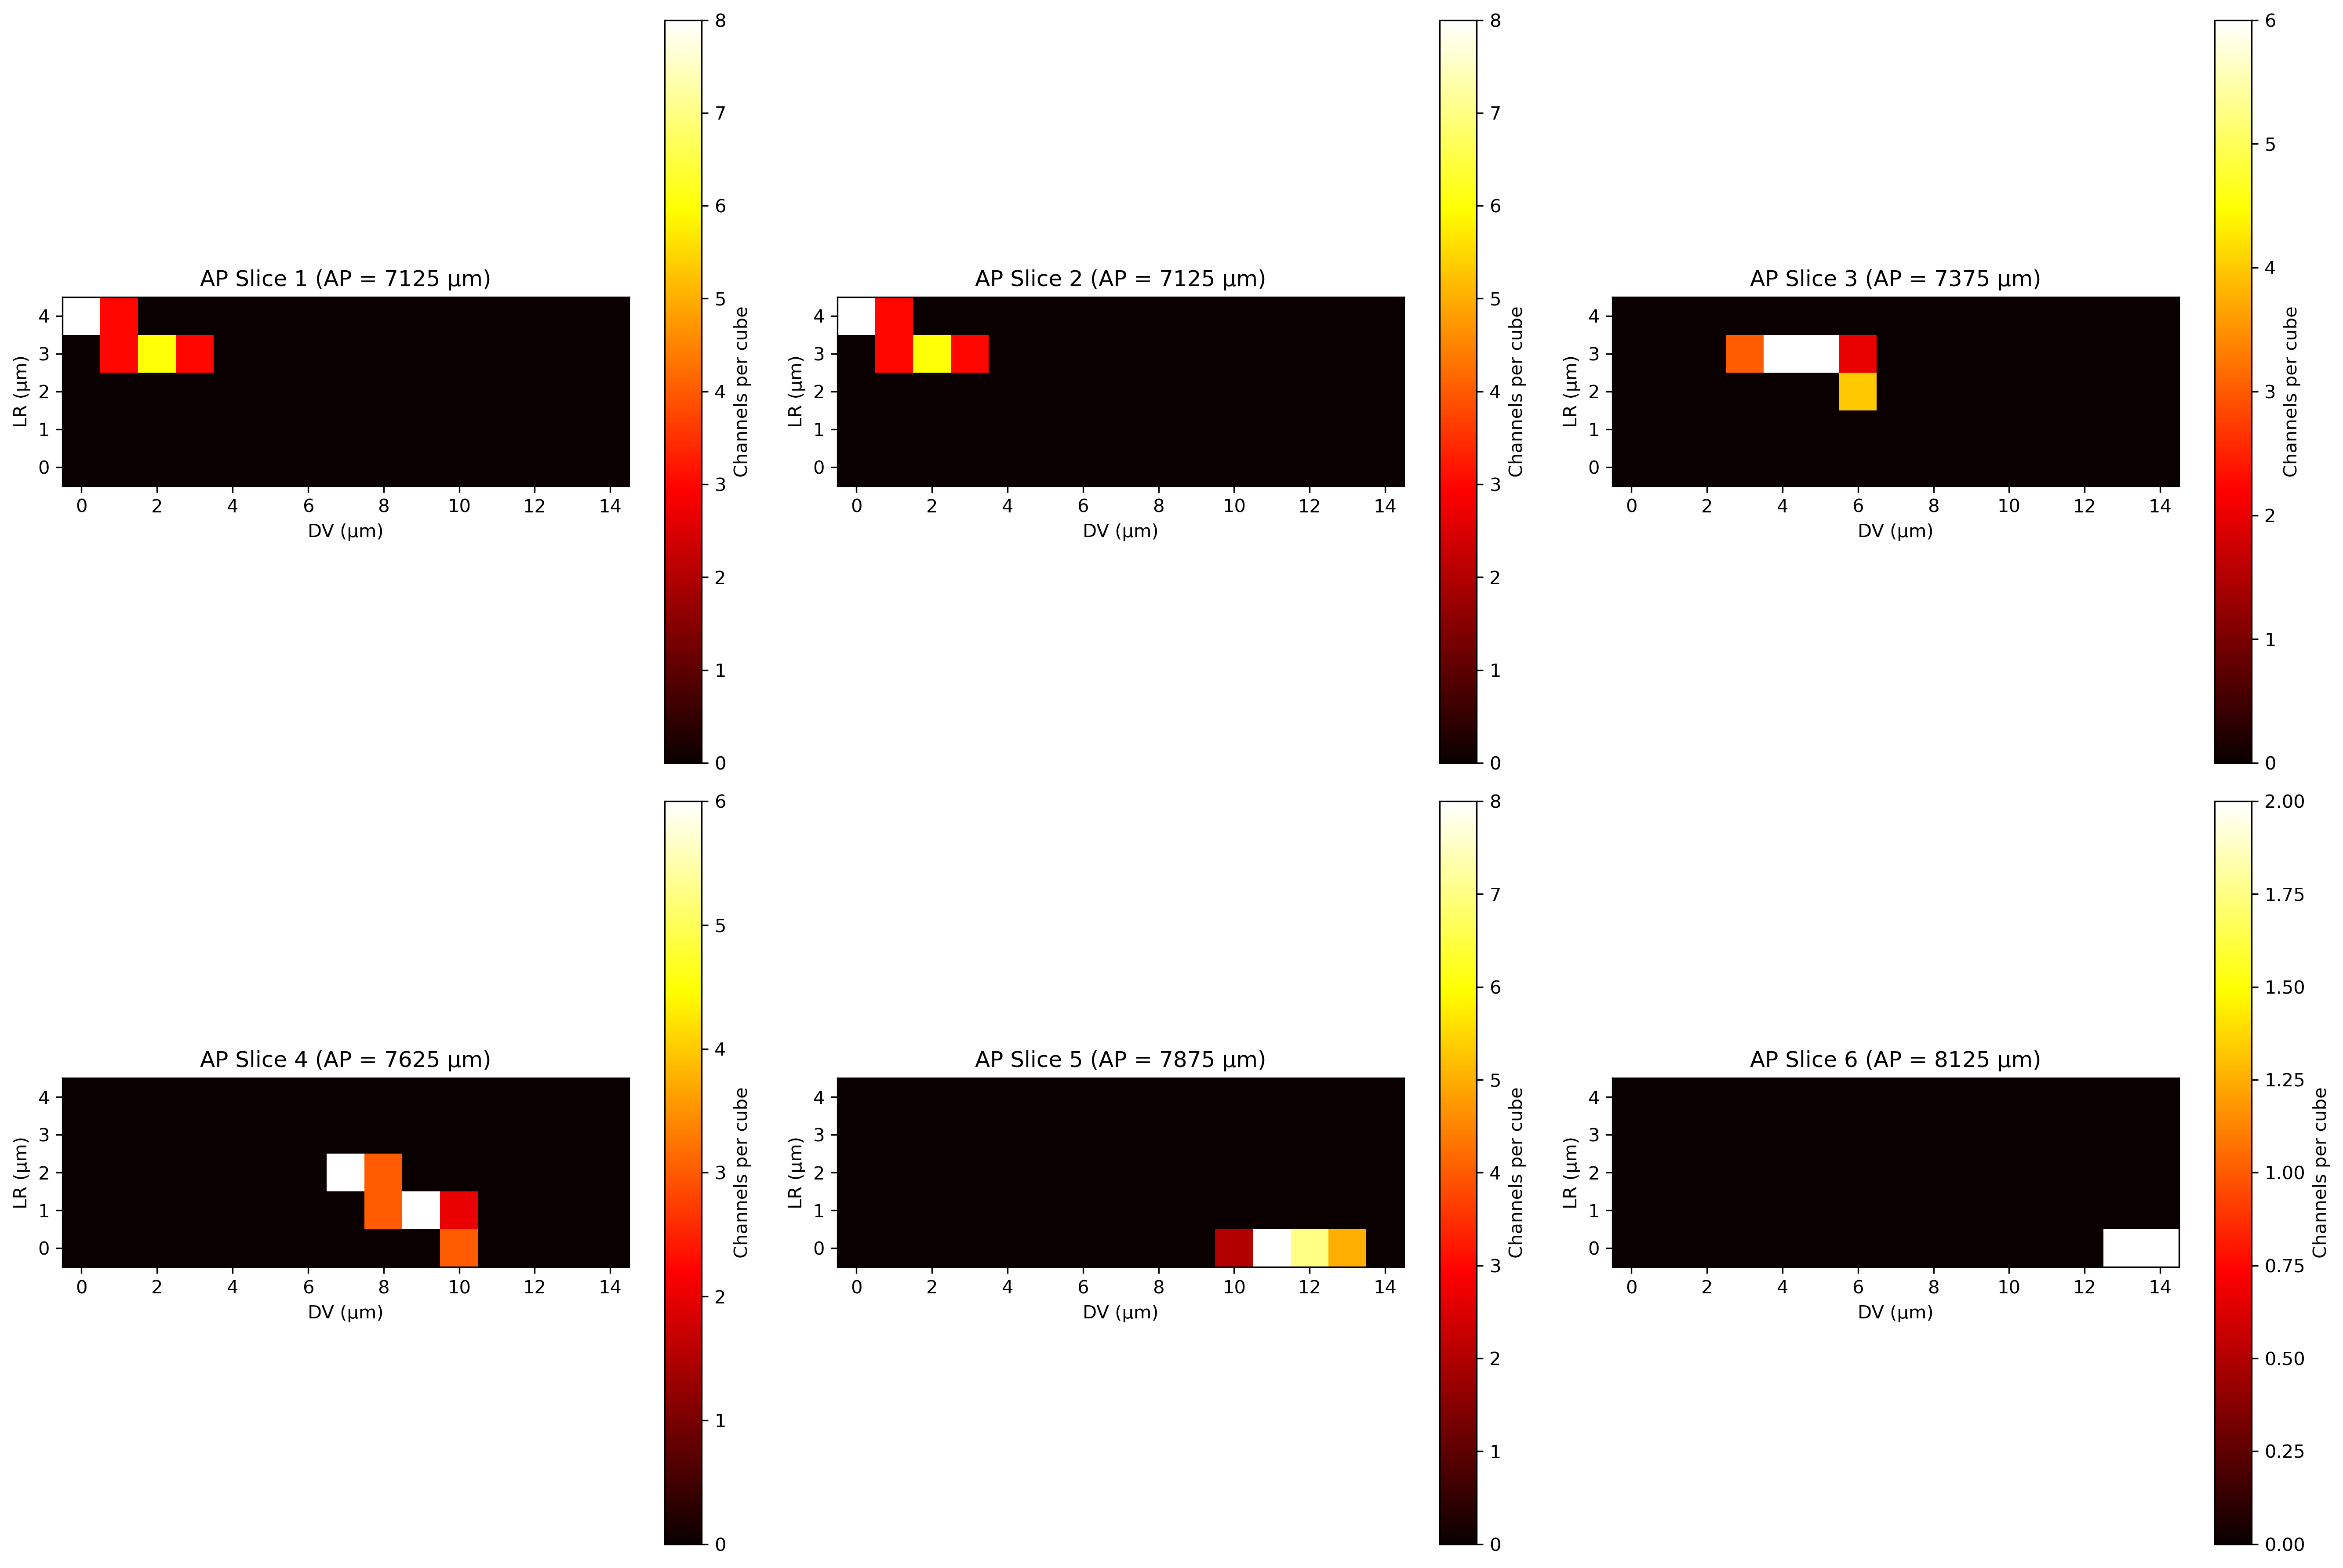 AP Slice 1 (AP = 7125 µm)
LR (µm)
4
3
2
1
0
0 2 4 6 8 10 12 14
DV (µm)
8
7
6
5
4
3
2
1
0
Channels per cube
AP Slice 2 (AP = 7125 µm)
LR (µm)
4
3
2
1
0
0 2 4 6 8 10 12 14
DV (µm)
8
7
6
5
4
3
2
1
0
Channels per cube
AP Slice 3 (AP = 7375 µm)
LR (µm)
4
3
2
1
0
0 2 4 6 8 10 12 14
DV (µm)
6
5
4
3
2
1
0
Channels per cube
AP Slice 4 (AP = 7625 µm)
LR (µm)
4
3
2
1
0
0 2 4 6 8 10 12 14
DV (µm)
6
5
4
3
2
1
0
Channels per cube
AP Slice 5 (AP = 7875 µm)
LR (µm)
4
3
2
1
0
0 2 4 6 8 10 12 14
DV (µm)
8
7
6
5
4
3
2
1
0
Channels per cube
AP Slice 6 (AP = 8125 µm)
LR (µm)
4
3
2
1
0
0 2 4 6 8 10 12 14
DV (µm)
2.00
1.75
1.50
1.25
1.00
0.75
0.50
0.25
0.00
Channels per cube